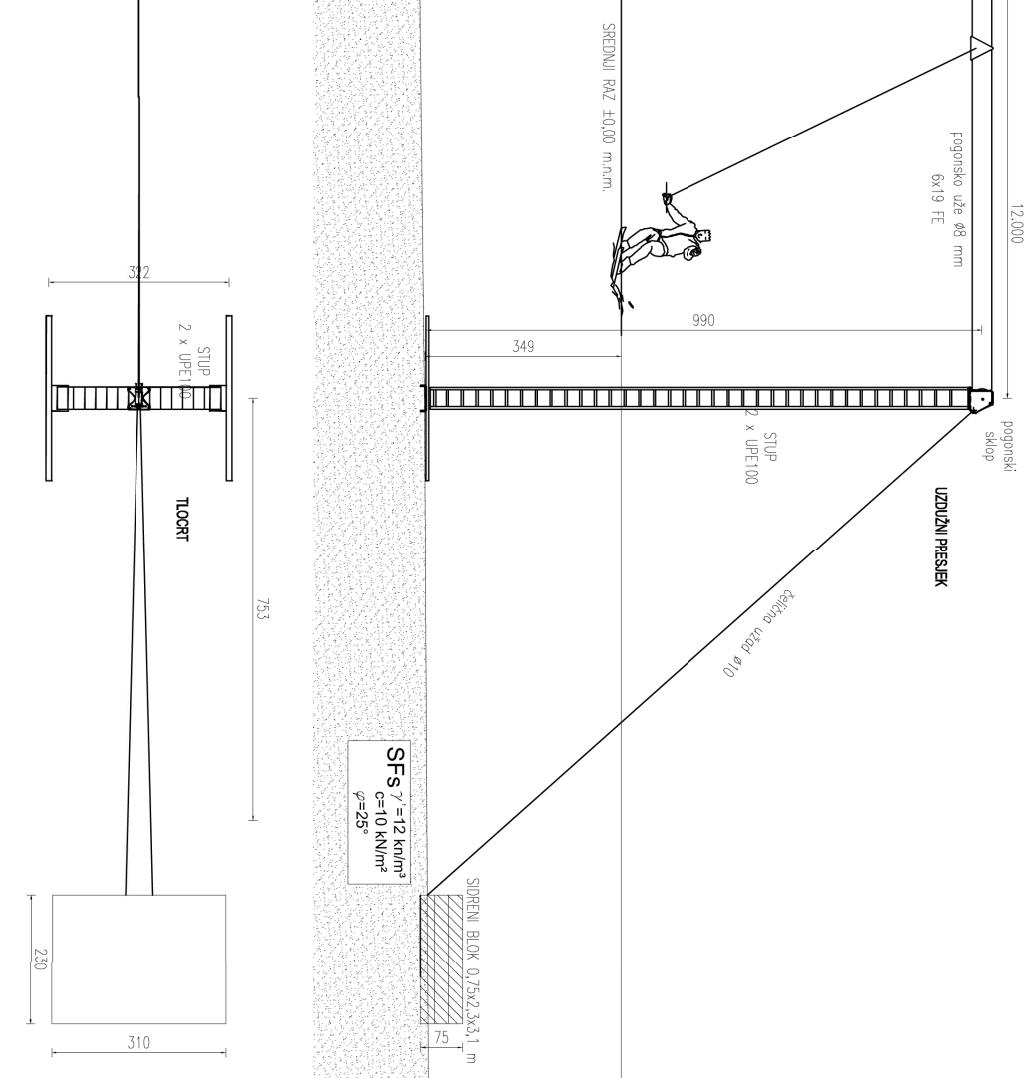 SREDNJI RAZ ±0,00 m.n.m.
pogonsko uže ø8 mm
6x19 FE
12.000
990
349
STUP
2 x UPE100
pogonski
sklop
UZDUŽNI PRESJEK
čelična užad ø10
SFs γ'=12 kn/m³
c=10 kN/m²
φ=25°
SIDRENI BLOK 0,75x2,3x3,1 m
75
322
STUP
2 x UPE100
TLOCRT
753
230
310